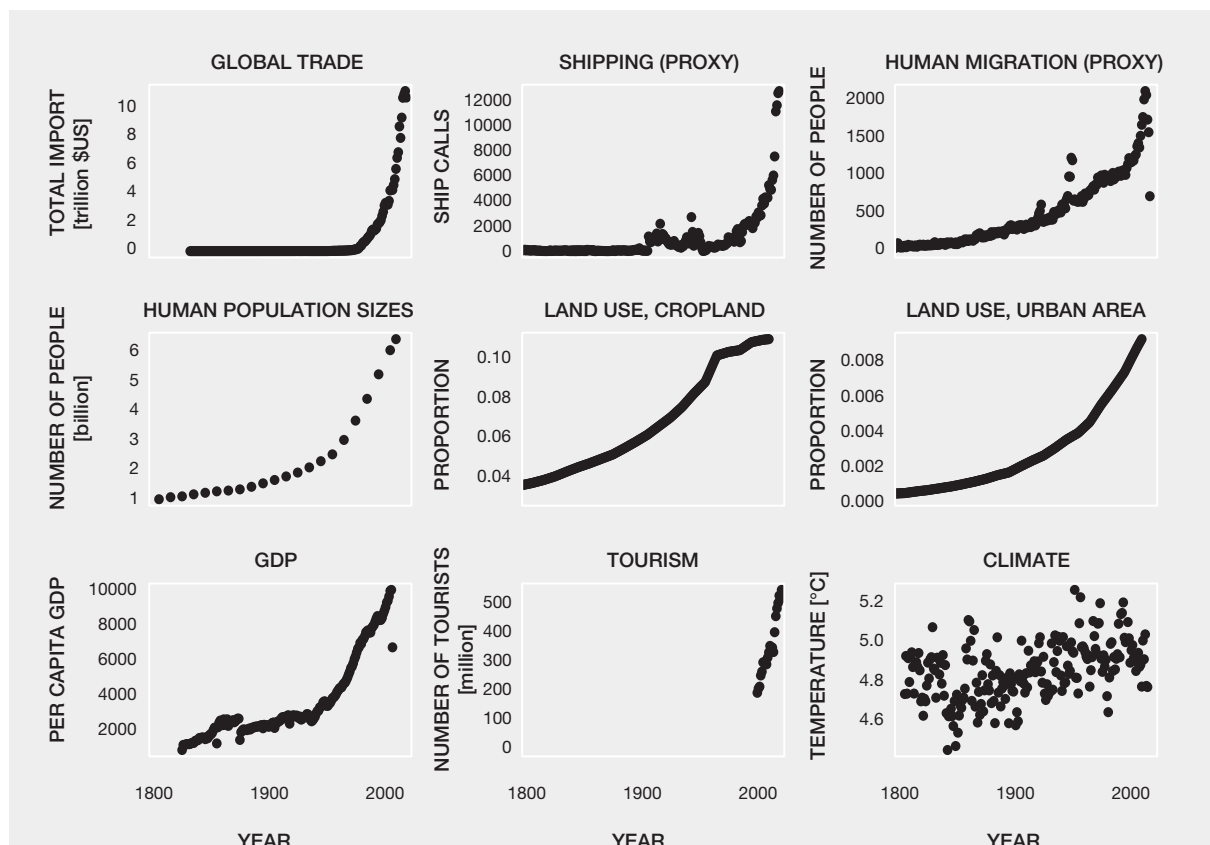 GLOBAL TRADE
TOTAL IMPORT
[trillion $US]
10
8
6
4
2
0
SHIPPING (PROXY)
SHIP CALLS
12000
10000
8000
6000
4000
2000
0
HUMAN MIGRATION (PROXY)
NUMBER OF PEOPLE
2000
1500
1000
500
0
HUMAN POPULATION SIZES
NUMBER OF PEOPLE
[billion]
6
5
4
3
2
1
LAND USE, CROPLAND
PROPORTION
0.10
0.08
0.06
0.04
LAND USE, URBAN AREA
PROPORTION
0.008
0.006
0.004
0.002
0.000
GDP
PER CAPITA GDP
10000
8000
6000
4000
2000
1800 1900 2000
YEAR
TOURISM
NUMBER OF TOURISTS
[million]
500
400
300
200
100
0
1800 1900 2000
YEAR
CLIMATE
TEMPERATURE [°C]
5.2
5.0
4.8
4.6
1800 1900 2000
YEAR